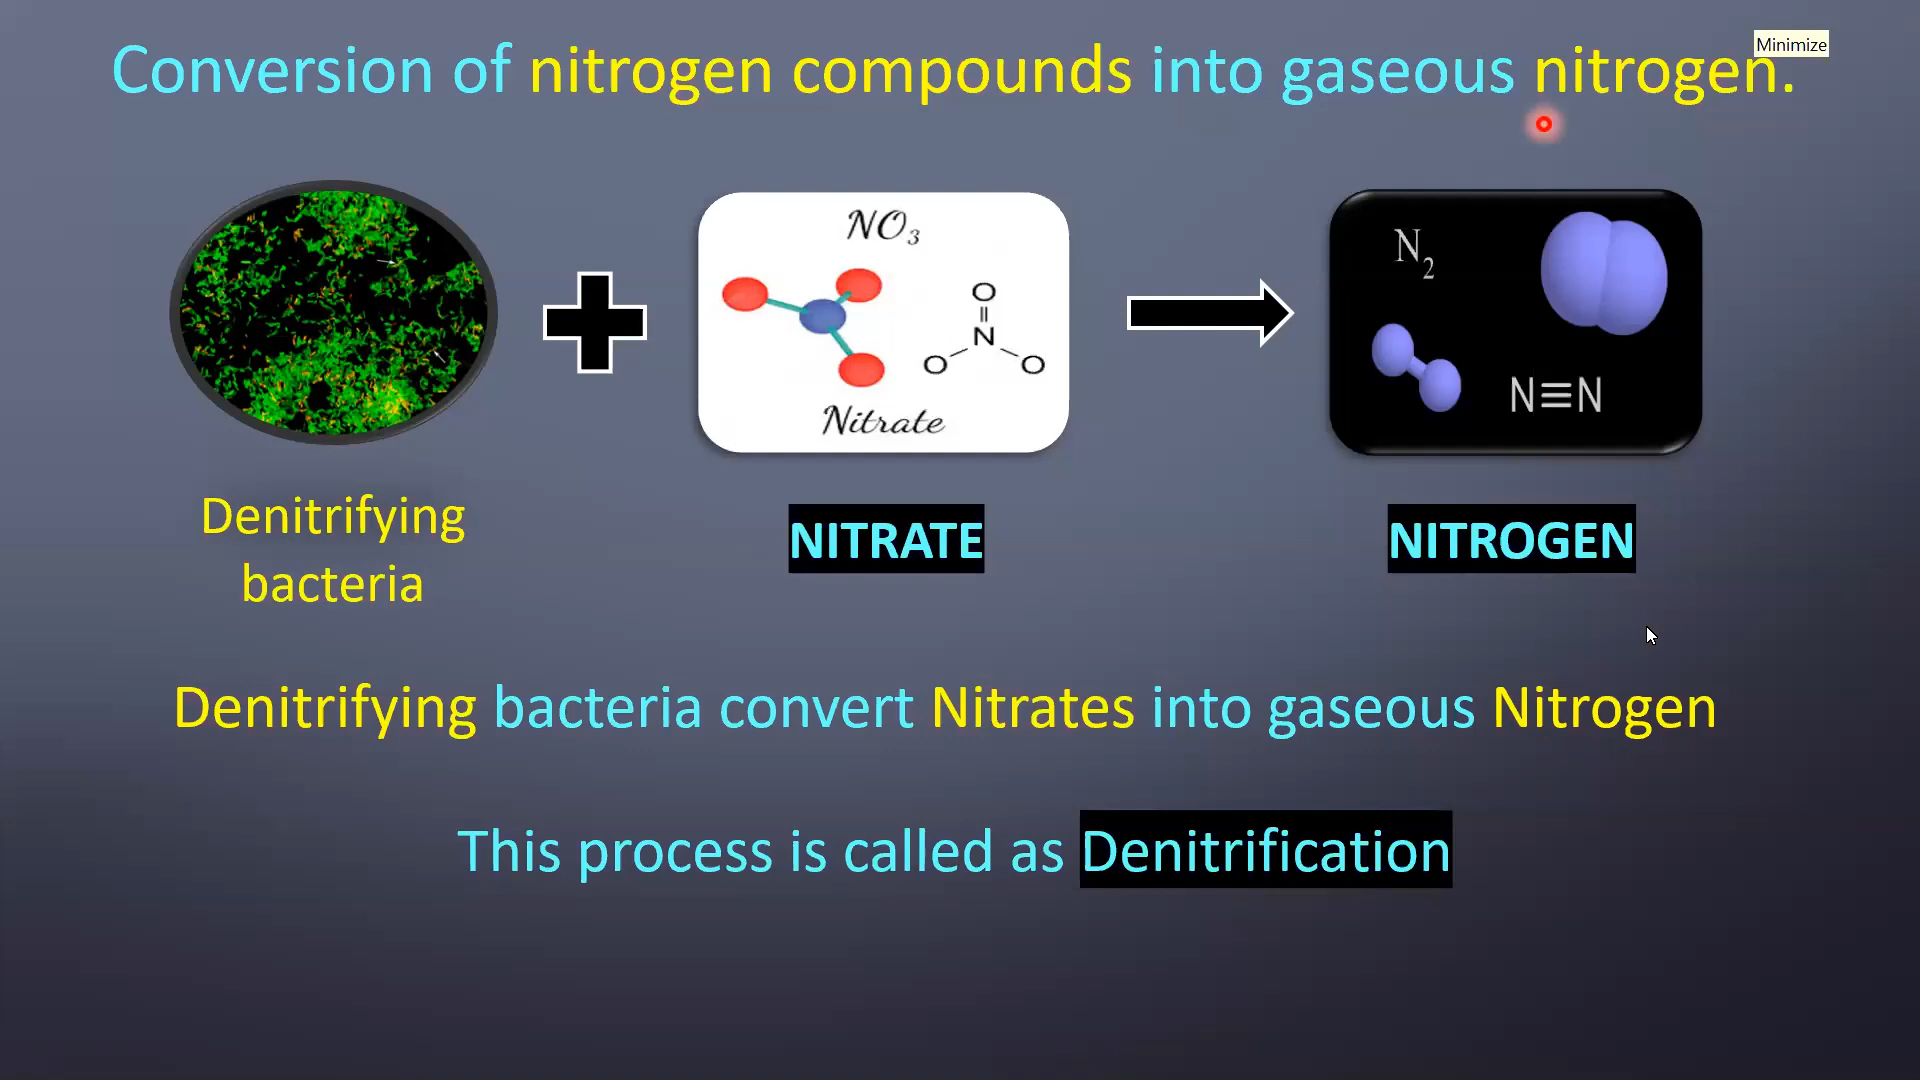 Conversion of nitrogen compounds into gaseous nitrogen.
Minimize
NO₃
O
N
O O
Nitrate
N₂
N≡N
Denitrifying
bacteria
NITRATE
NITROGEN
Denitrifying bacteria convert Nitrates into gaseous Nitrogen
This process is called as Denitrification